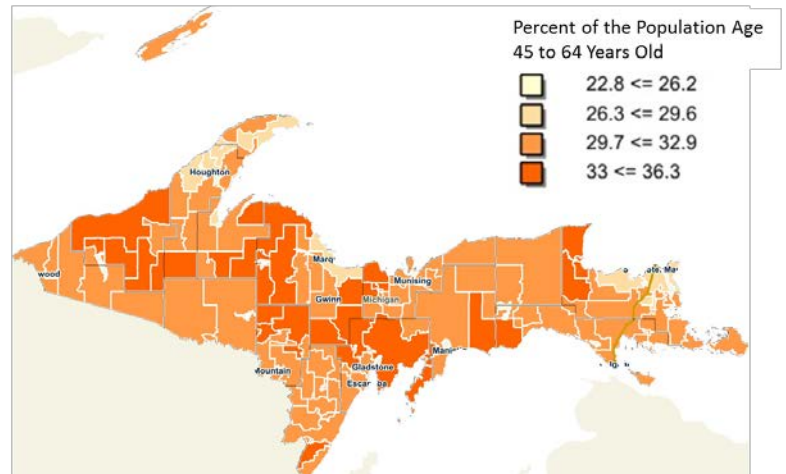 Percent of the Population Age
45 to 64 Years Old
22.8 <= 26.2
26.3 <= 29.6
29.7 <= 32.9
33 <= 36.3
Houghton
Marq
wood
Munising
Gwinn
Michigan
Mani
Mountain
Gladstone
Escanaba